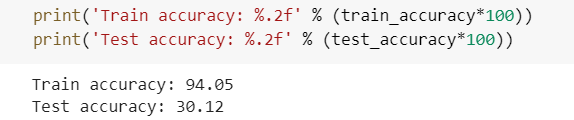 print('Train accuracy: %.2f' % (train_accuracy*100))
print('Test accuracy: %.2f' % (test_accuracy*100))
Train accuracy: 94.05
Test accuracy: 30.12